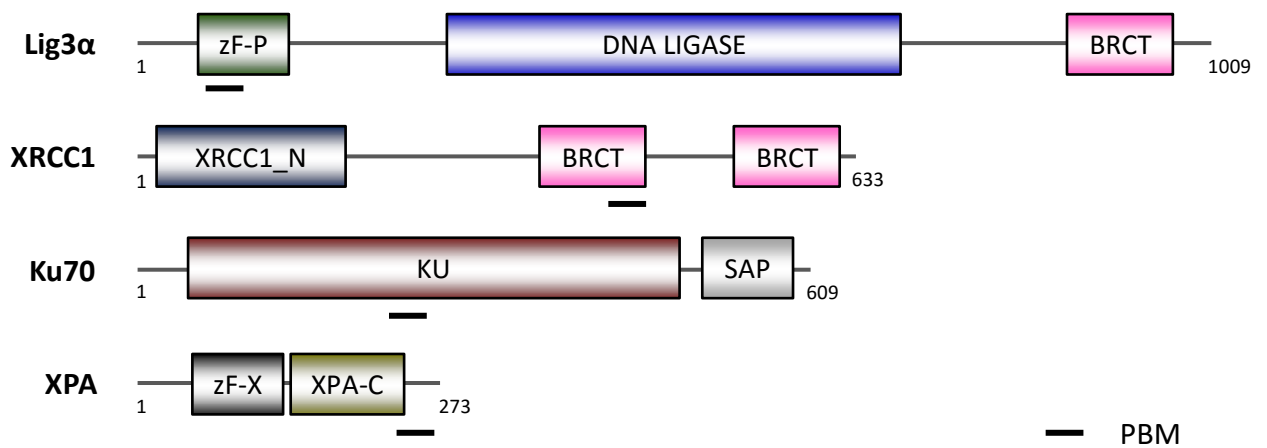 Lig3α zF-P DNA LIGASE BRCT
1 1009
XRCC1 XRCC1_N BRCT BRCT
1 633
Ku70 KU SAP
1 609
XPA zF-X XPA-C
1 273
PBM